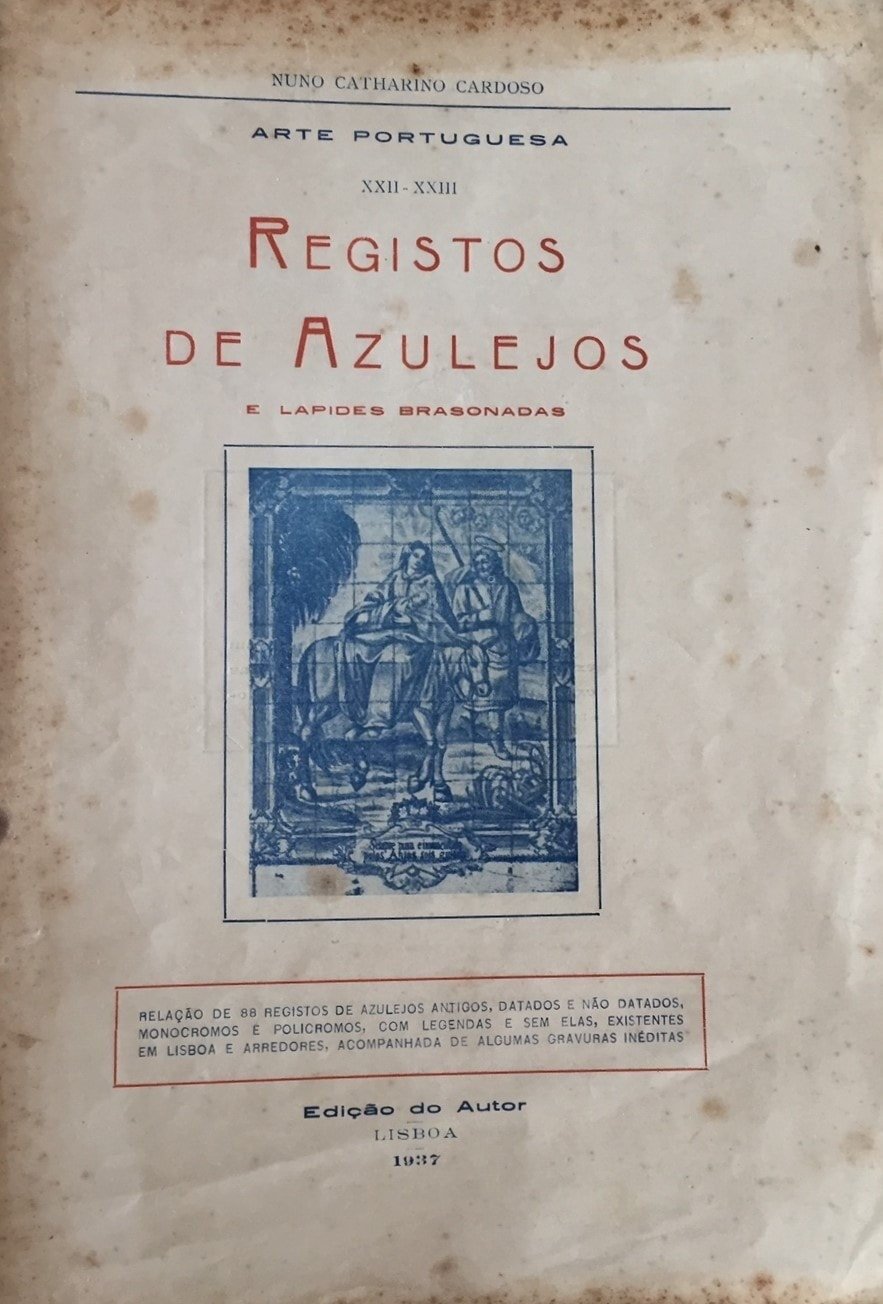 NUNO CATHARINO CARDOSO
ARTE PORTUGUESA
XXII-XXIII
REGISTOS
DE AZULEJOS
E LAPIDES BRASONADAS
pelos Anjos
RELAÇÃO DE 88 REGISTOS DE AZULEJOS ANTIGOS, DATADOS E NÃO DATADOS,
MONOCROMOS E POLICROMOS, COM LEGENDAS E SEM ELAS, EXISTENTES
EM LISBOA E ARREDORES, ACOMPANHADA DE ALGUMAS GRAVURAS INÉDITAS
Edição do Autor
LISBOA
1937